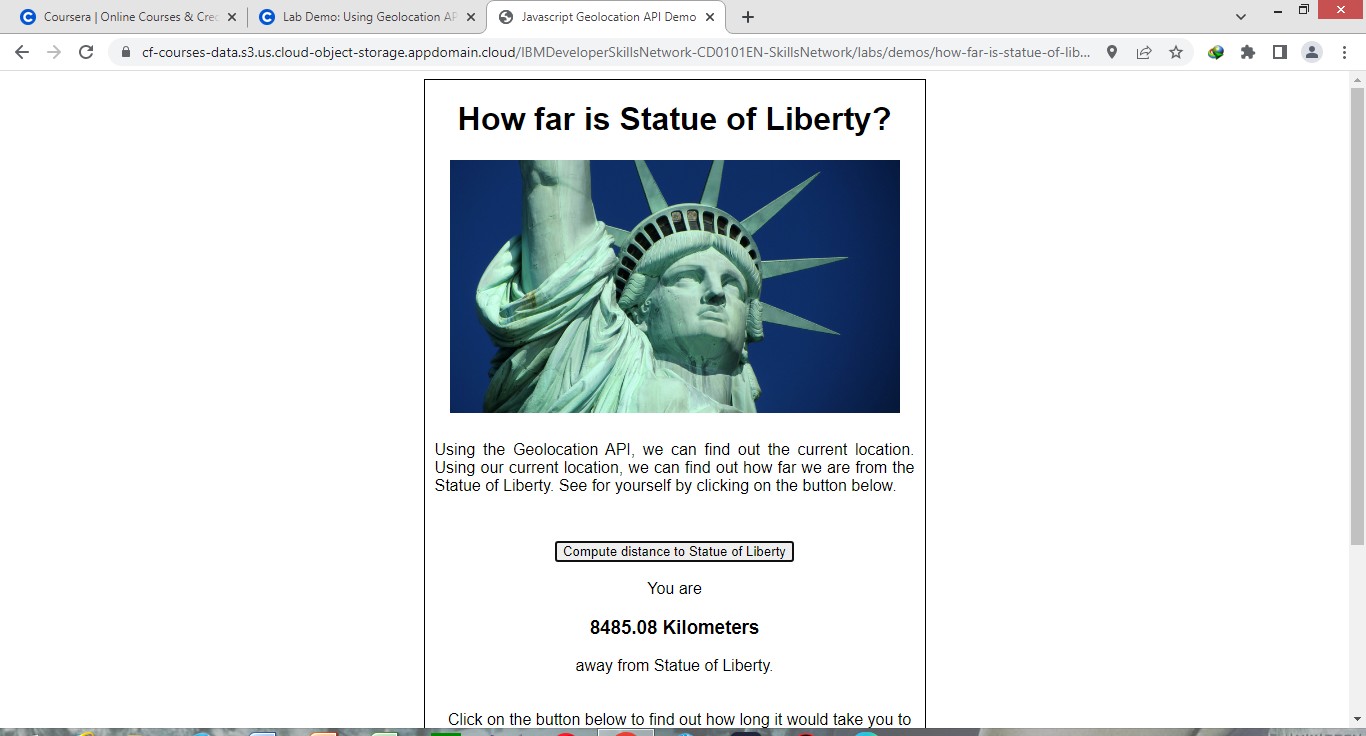 Coursera | Online Courses & Cre
Lab Demo: Using Geolocation AP
Javascript Geolocation API Demo
cf-courses-data.s3.us.cloud-object-storage.appdomain.cloud/IBMDeveloperSkillsNetwork-CD0101EN-SkillsNetwork/labs/demos/how-far-is-statue-of-lib...
How far is Statue of Liberty?
Using the Geolocation API, we can find out the current location.
Using our current location, we can find out how far we are from the
Statue of Liberty. See for yourself by clicking on the button below.
Compute distance to Statue of Liberty
You are
8485.08 Kilometers
away from Statue of Liberty.
Click on the button below to find out how long it would take you to